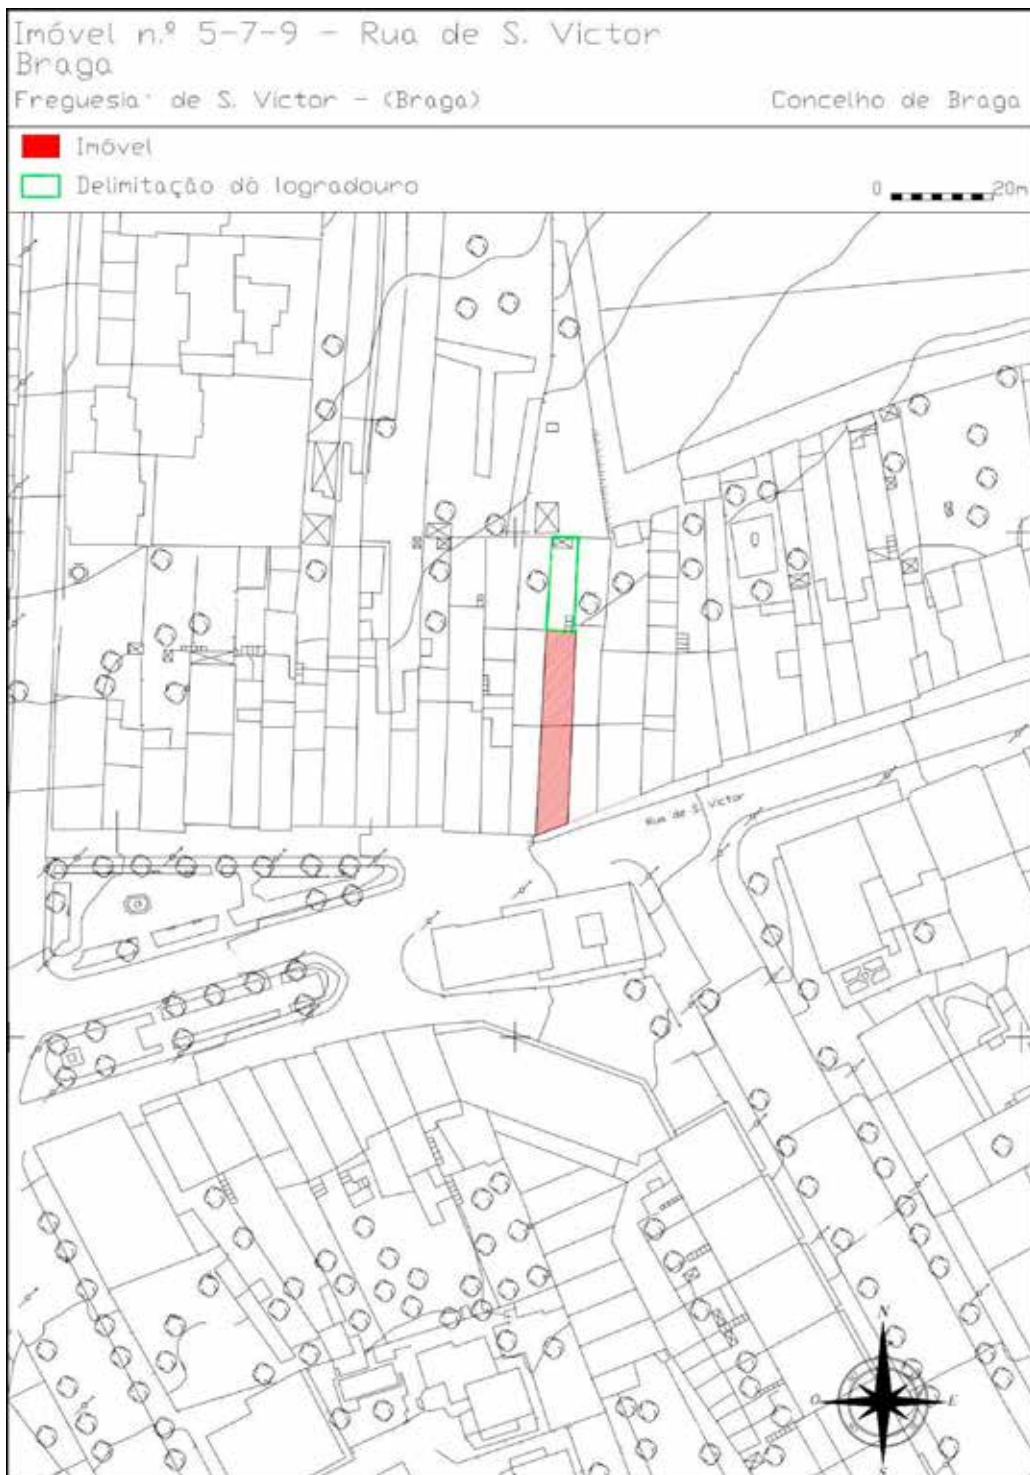 Imóvel n.º 5-7-9 - Rua de S. Victor
Braga
Freguesia de S. Victor - (Braga)
Concelho de Braga
Imóvel
Delimitação do logradouro
0 20m
Rua de S. Victor
N
O E
S